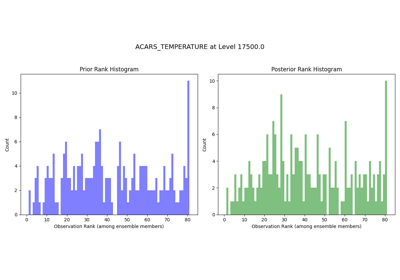 ACARS_TEMPERATURE at Level 17500.0
Prior Rank Histogram
Posterior Rank Histogram
Count
10
8
6
4
2
0
0 10 20 30 40 50 60 70 80
Observation Rank (among ensemble members)
Count
10
8
6
4
2
0
0 10 20 30 40 50 60 70 80
Observation Rank (among ensemble members)